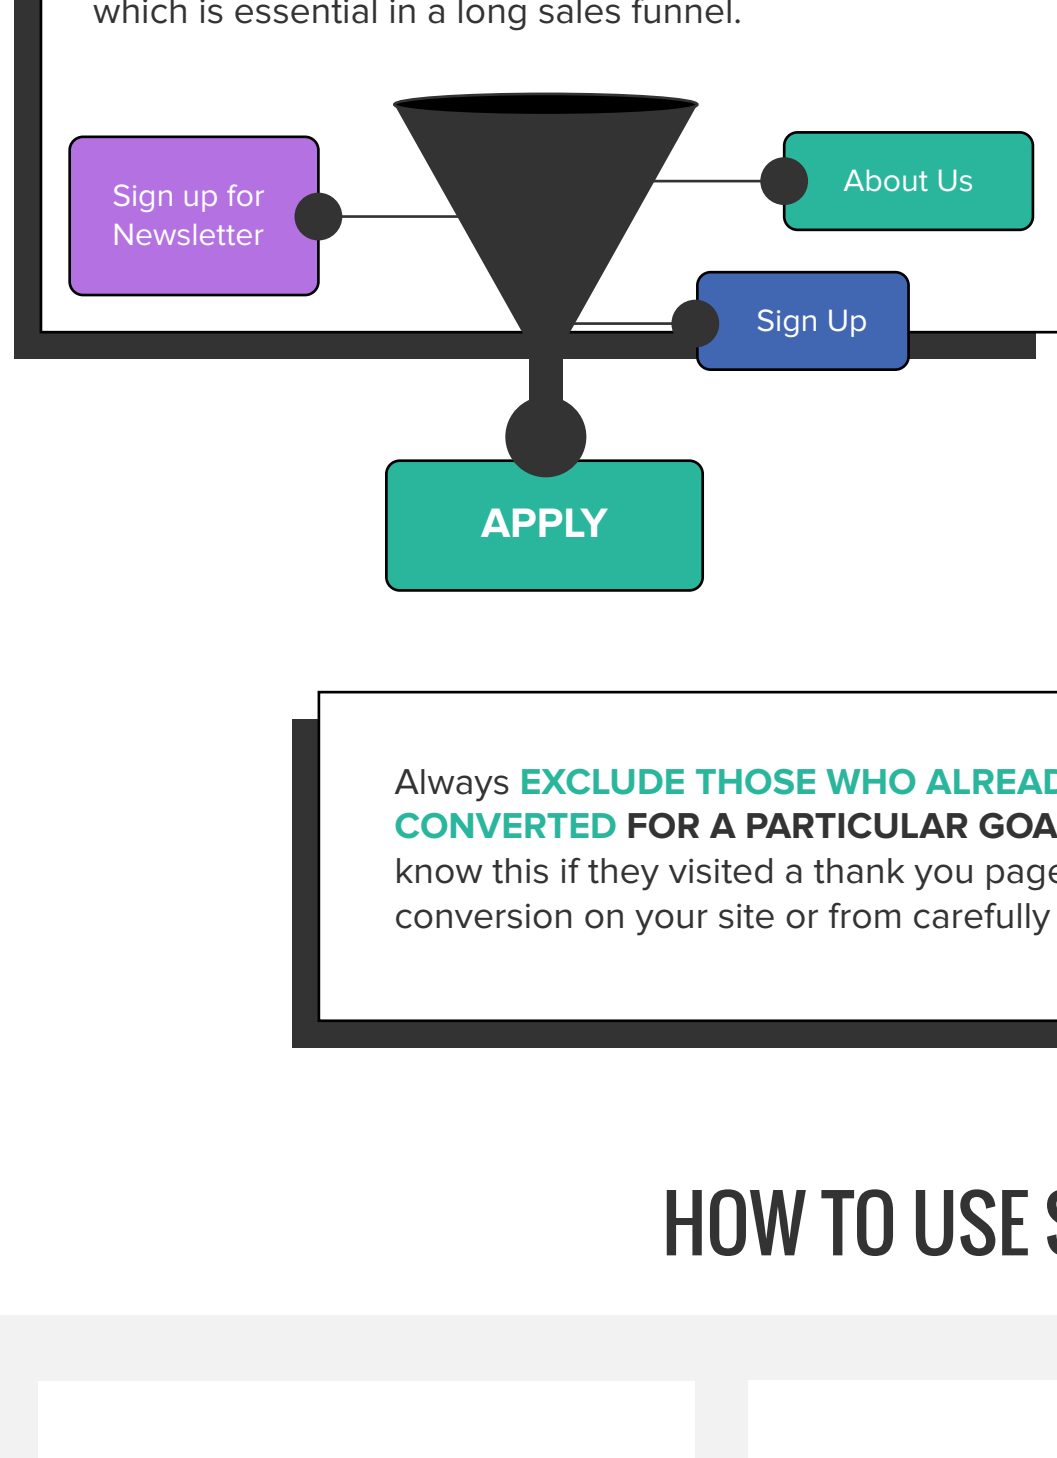 which is essential in a long sales funnel.
Sign up for
Newsletter
About Us
Sign Up
APPLY
Always EXCLUDE THOSE WHO
CONVERTED FOR A PARTICULAR
know this if they visited a thank you page
conversion on your site or from carefully
HOW TO USE